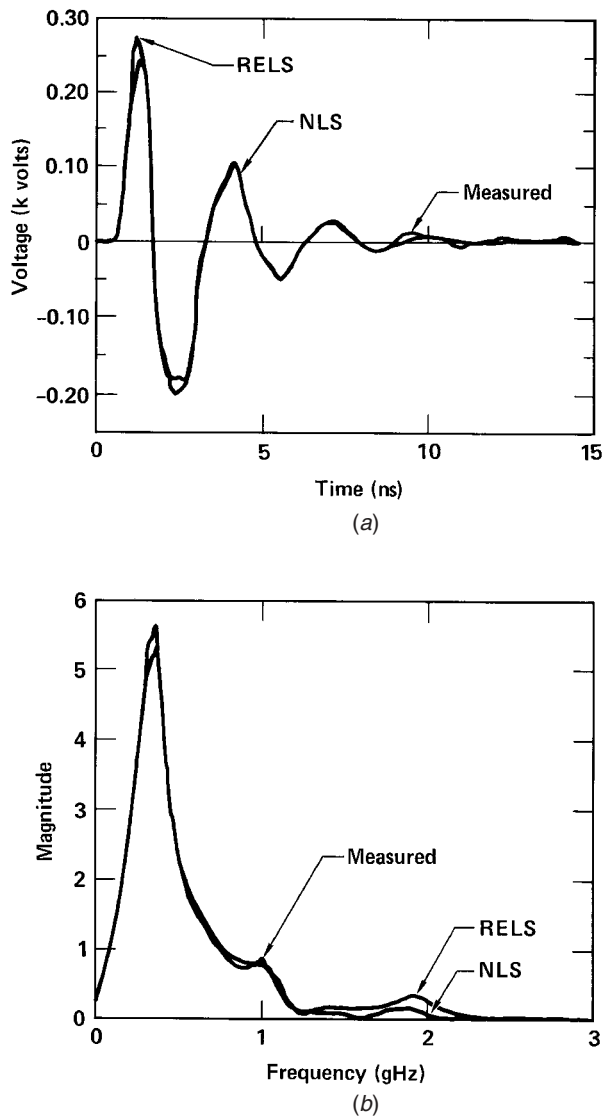 0.30
RELS
0.20
NLS
0.10
Measured
0
−0.10
−0.20
Voltage (k volts)
0
5
10
15
Time (ns)
(a)
6
5
4
3
2
1
0
Magnitude
Measured
RELS
NLS
0
1
2
3
Frequency (gHz)
(b)